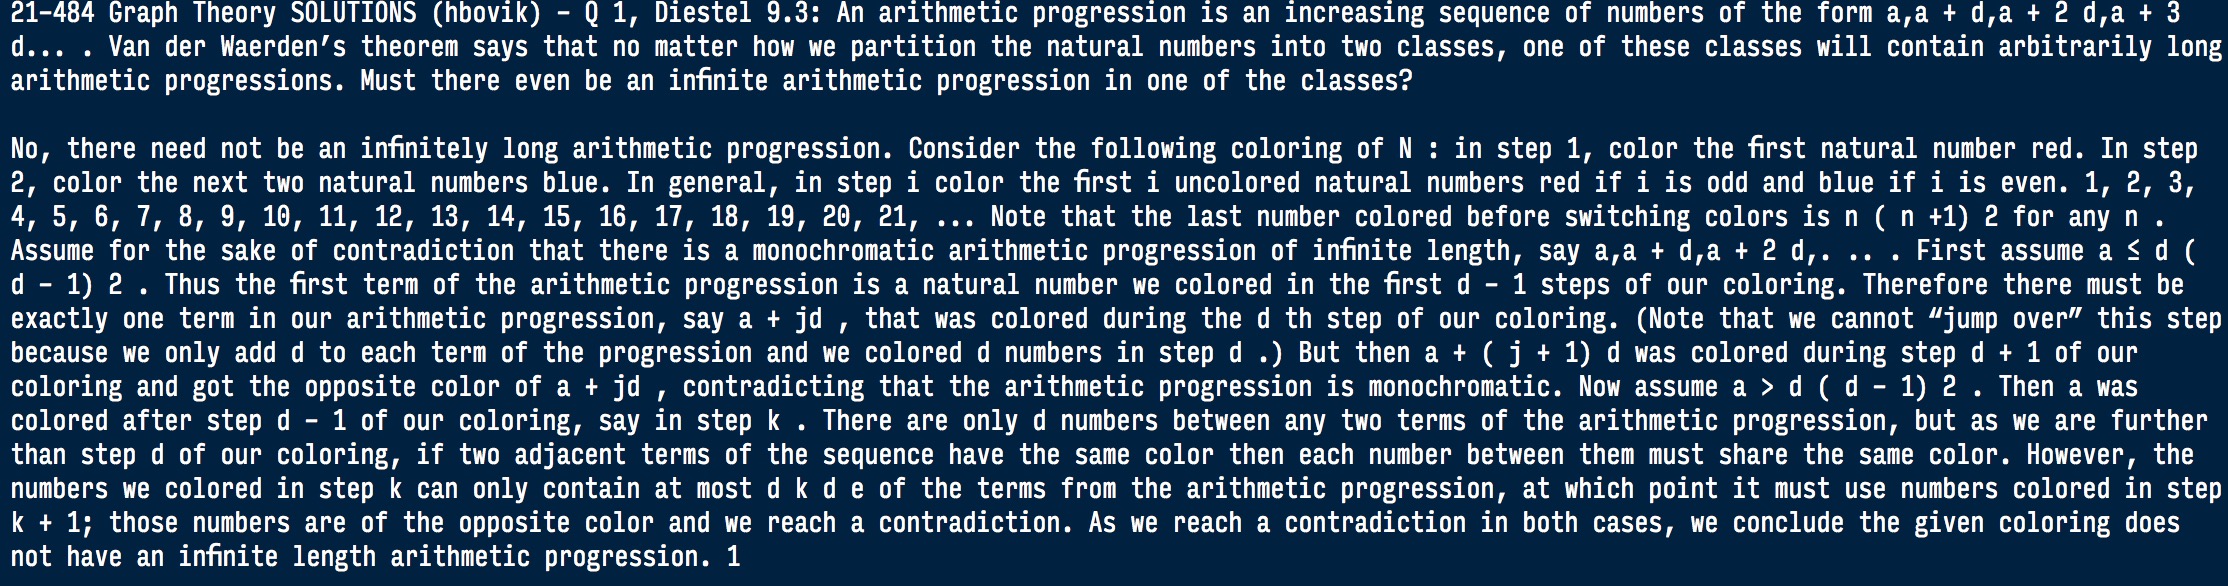 21-484 Graph Theory SOLUTIONS (hbovik) - Q 1, Diestel 9.3: An arithmetic progression is an increasing sequence of numbers of the form a,a + d,a + 2 d,a + 3
d... . Van der Waerden’s theorem says that no matter how we partition the natural numbers into two classes, one of these classes will contain arbitrarily long
arithmetic progressions. Must there even be an infinite arithmetic progression in one of the classes?

No, there need not be an infinitely long arithmetic progression. Consider the following coloring of N : in step 1, color the first natural number red. In step
2, color the next two natural numbers blue. In general, in step i color the first i uncolored natural numbers red if i is odd and blue if i is even. 1, 2, 3,
4, 5, 6, 7, 8, 9, 10, 11, 12, 13, 14, 15, 16, 17, 18, 19, 20, 21, ... Note that the last number colored before switching colors is n ( n +1) 2 for any n .
Assume for the sake of contradiction that there is a monochromatic arithmetic progression of infinite length, say a,a + d,a + 2 d,. .. . First assume a ≤ d (
d - 1) 2 . Thus the first term of the arithmetic progression is a natural number we colored in the first d - 1 steps of our coloring. Therefore there must be
exactly one term in our arithmetic progression, say a + jd , that was colored during the d th step of our coloring. (Note that we cannot “jump over” this step
because we only add d to each term of the progression and we colored d numbers in step d .) But then a + ( j + 1) d was colored during step d + 1 of our
coloring and got the opposite color of a + jd , contradicting that the arithmetic progression is monochromatic. Now assume a > d ( d - 1) 2 . Then a was
colored after step d - 1 of our coloring, say in step k . There are only d numbers between any two terms of the arithmetic progression, but as we are further
than step d of our coloring, if two adjacent terms of the sequence have the same color then each number between them must share the same color. However, the
numbers we colored in step k can only contain at most d k d e of the terms from the arithmetic progression, at which point it must use numbers colored in step
k + 1; those numbers are of the opposite color and we reach a contradiction. As we reach a contradiction in both cases, we conclude the given coloring does
not have an infinite length arithmetic progression. 1